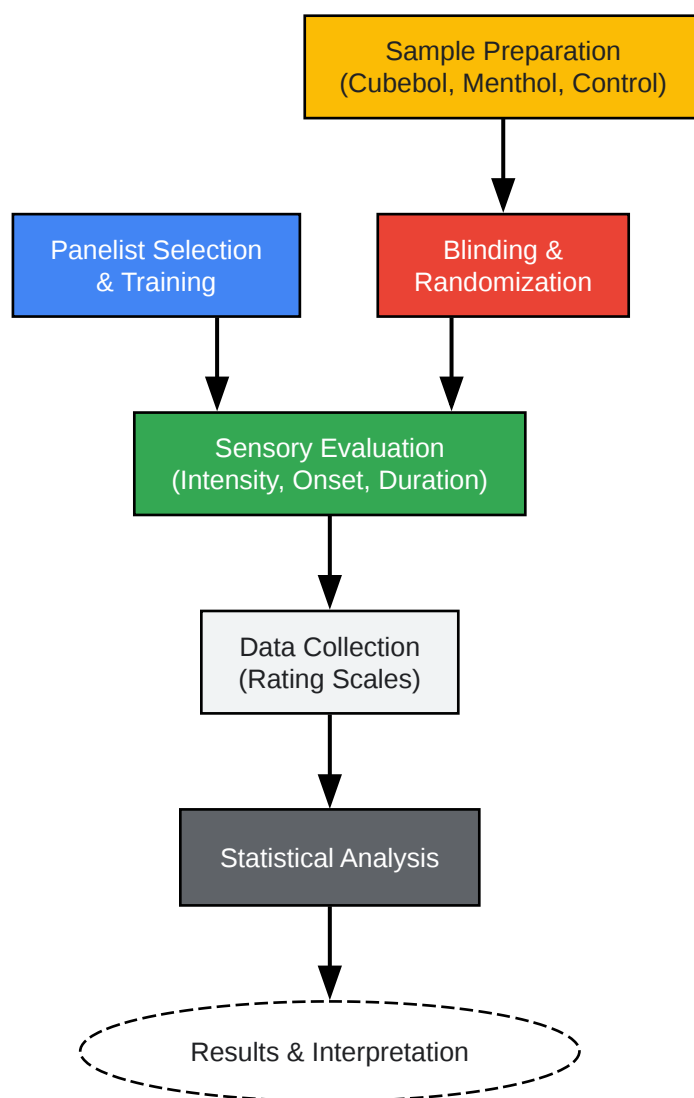 Sample Preparation
(Cubebol, Menthol, Control)
Panelist Selection
& Training
Blinding &
Randomization
Sensory Evaluation
(Intensity, Onset, Duration)
Data Collection
(Rating Scales)
Statistical Analysis
Results & Interpretation